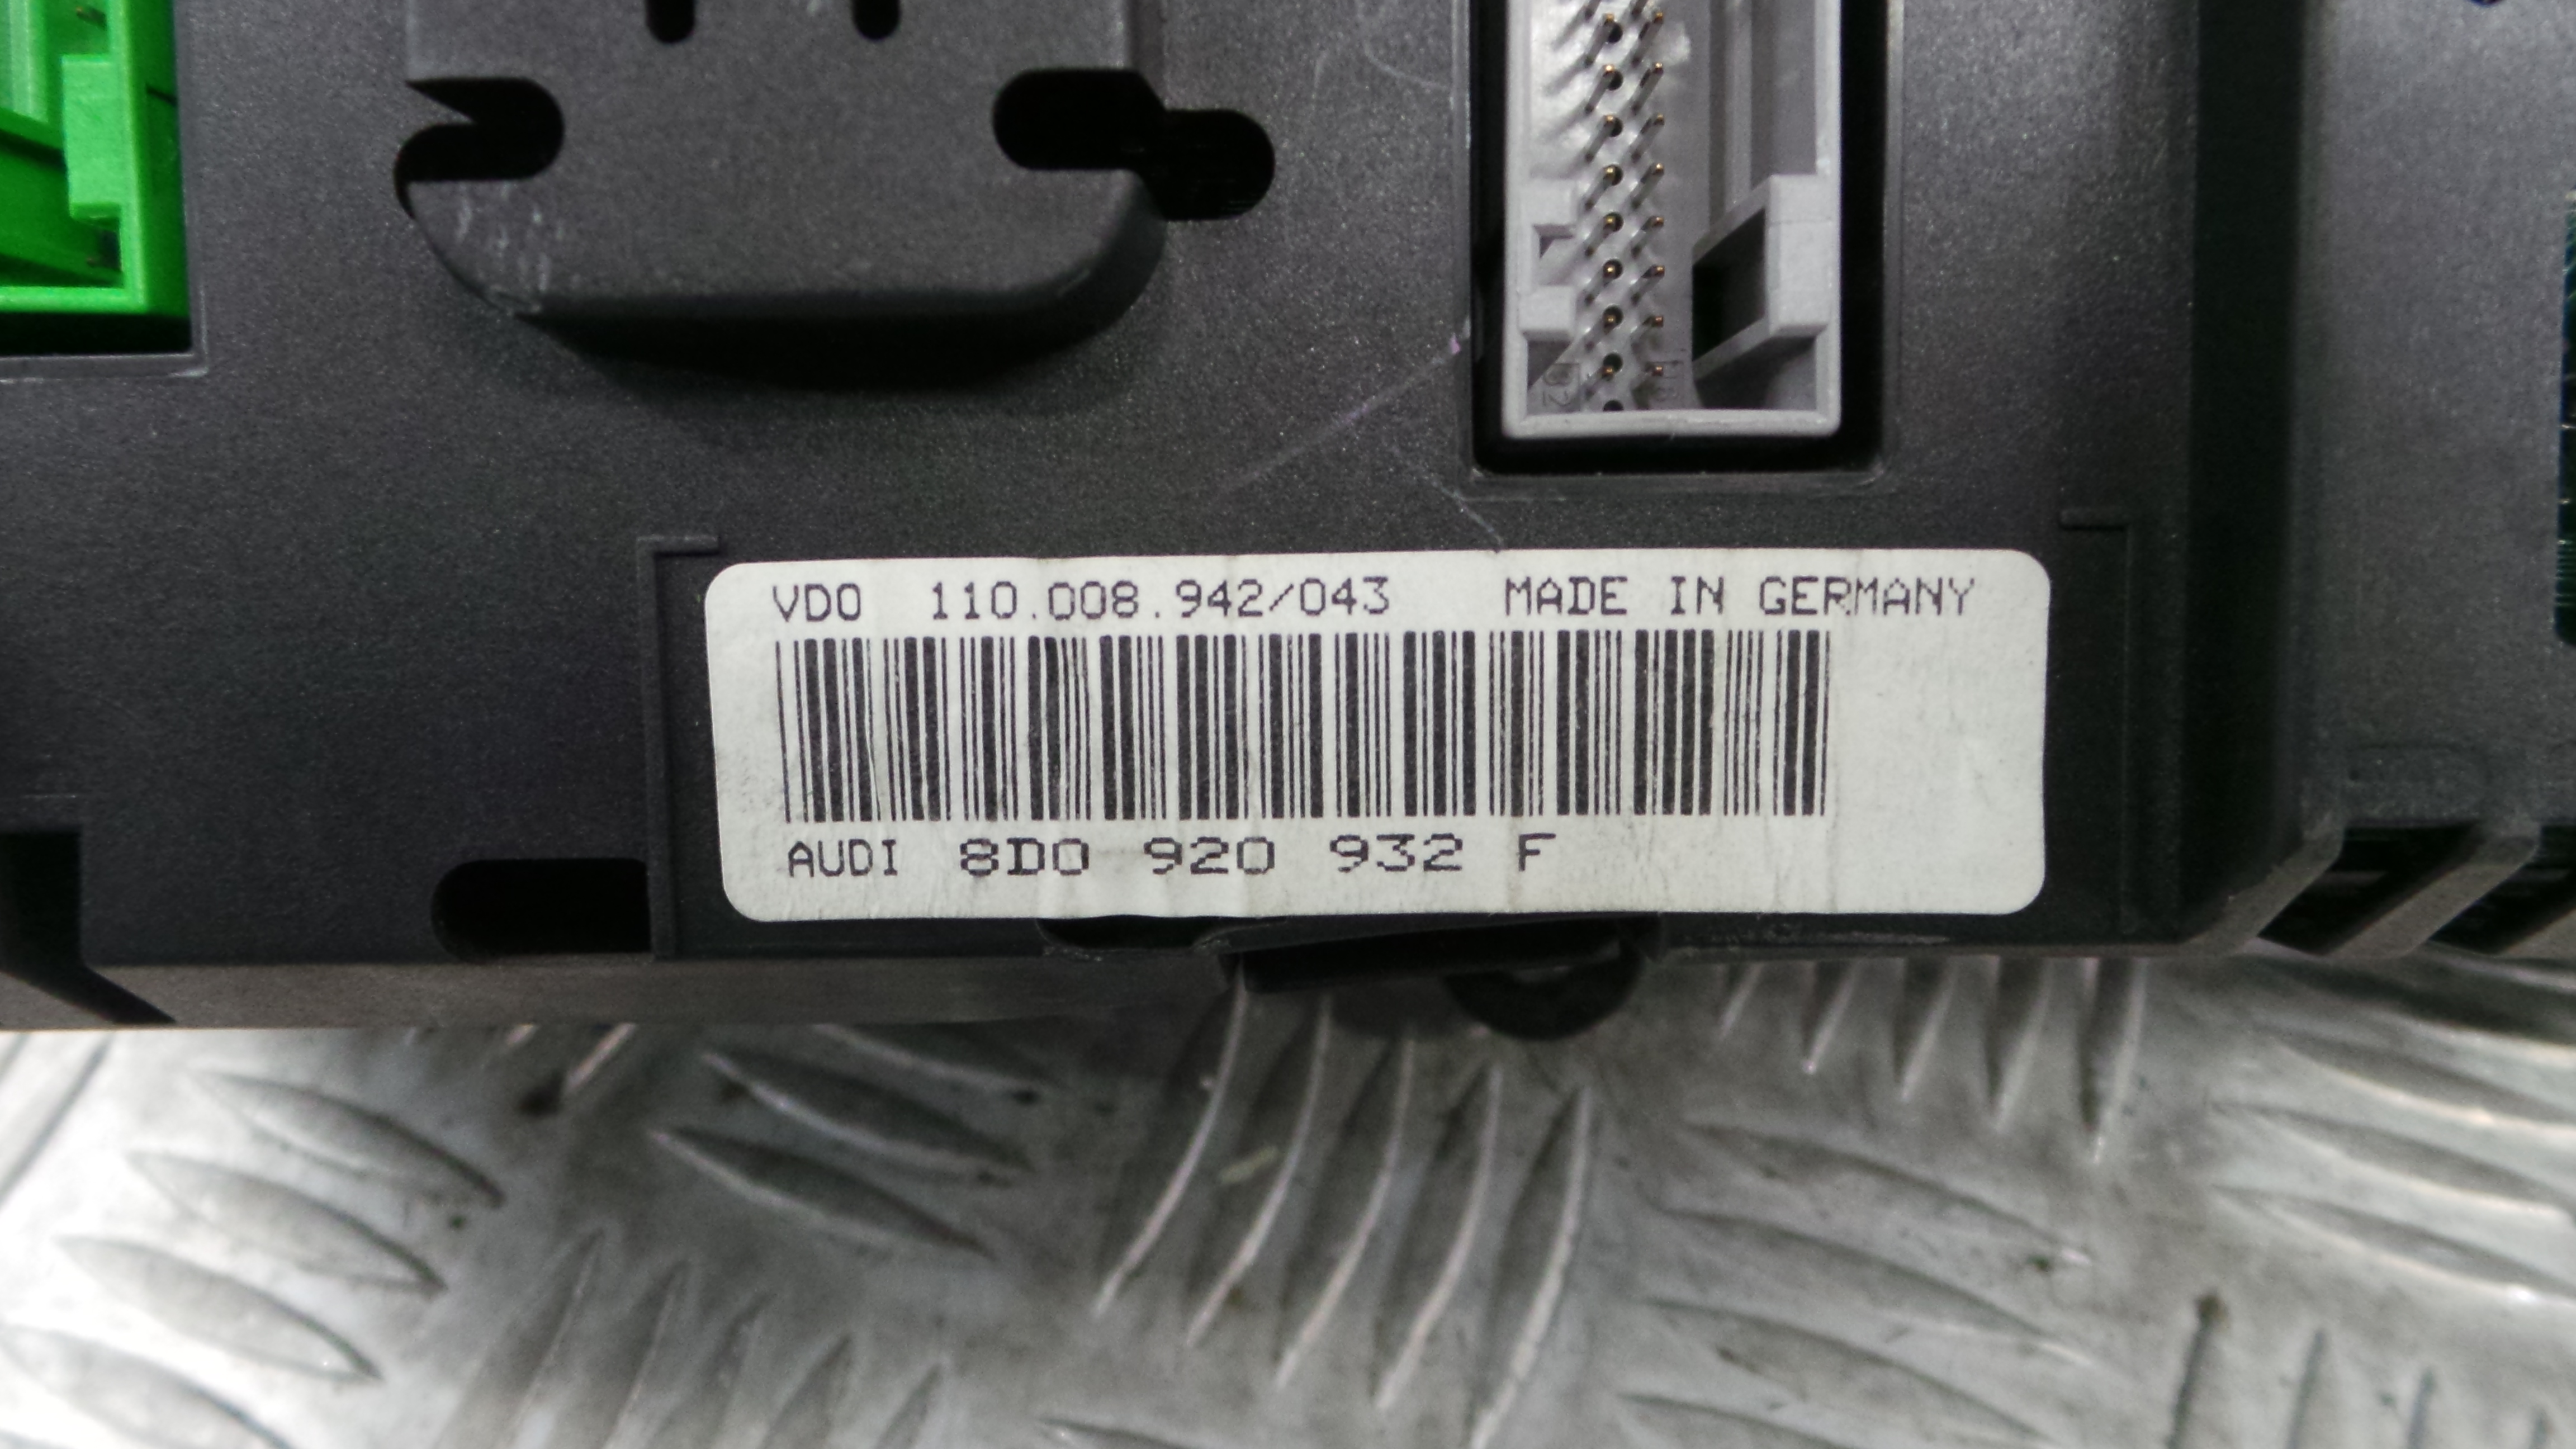 VDO 110.008.942/043 MADE IN GERMANY
AUDI 8D0 920 932 F